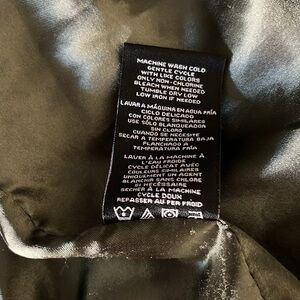 MACHINE WASH COLD
GENTLE CYCLE
WITH LIKE COLORS
ONLY NON-CHLORINE
BLEACH WHEN NEEDED
TUMBLE DRY LOW
LOW IRON IF NEEDED
LAVAR A MÁQUINA EN AGUA FRÍA
CICLO DELICADO
CON COLORES SIMILARES
USE SÓLO BLANQUEADOR
SIN CLORO
CUANDO SE NECESITE
SECAR A TEMPERATURA BAJA
PLANCHADO A
TEMPERATURA FRÍA
LAVER À LA MACHINE
À L'EAU FROIDE
CYCLE DÉLICAT AVEC
COULEURS SIMILAIRES
UNIQUEMENT UN AGENT
BLANCHIR SANS CHLORE
SI NÉCESSAIRE
SÉCHER À LA MACHINE
CYCLE DOUX
REPASSER AU FER FROID